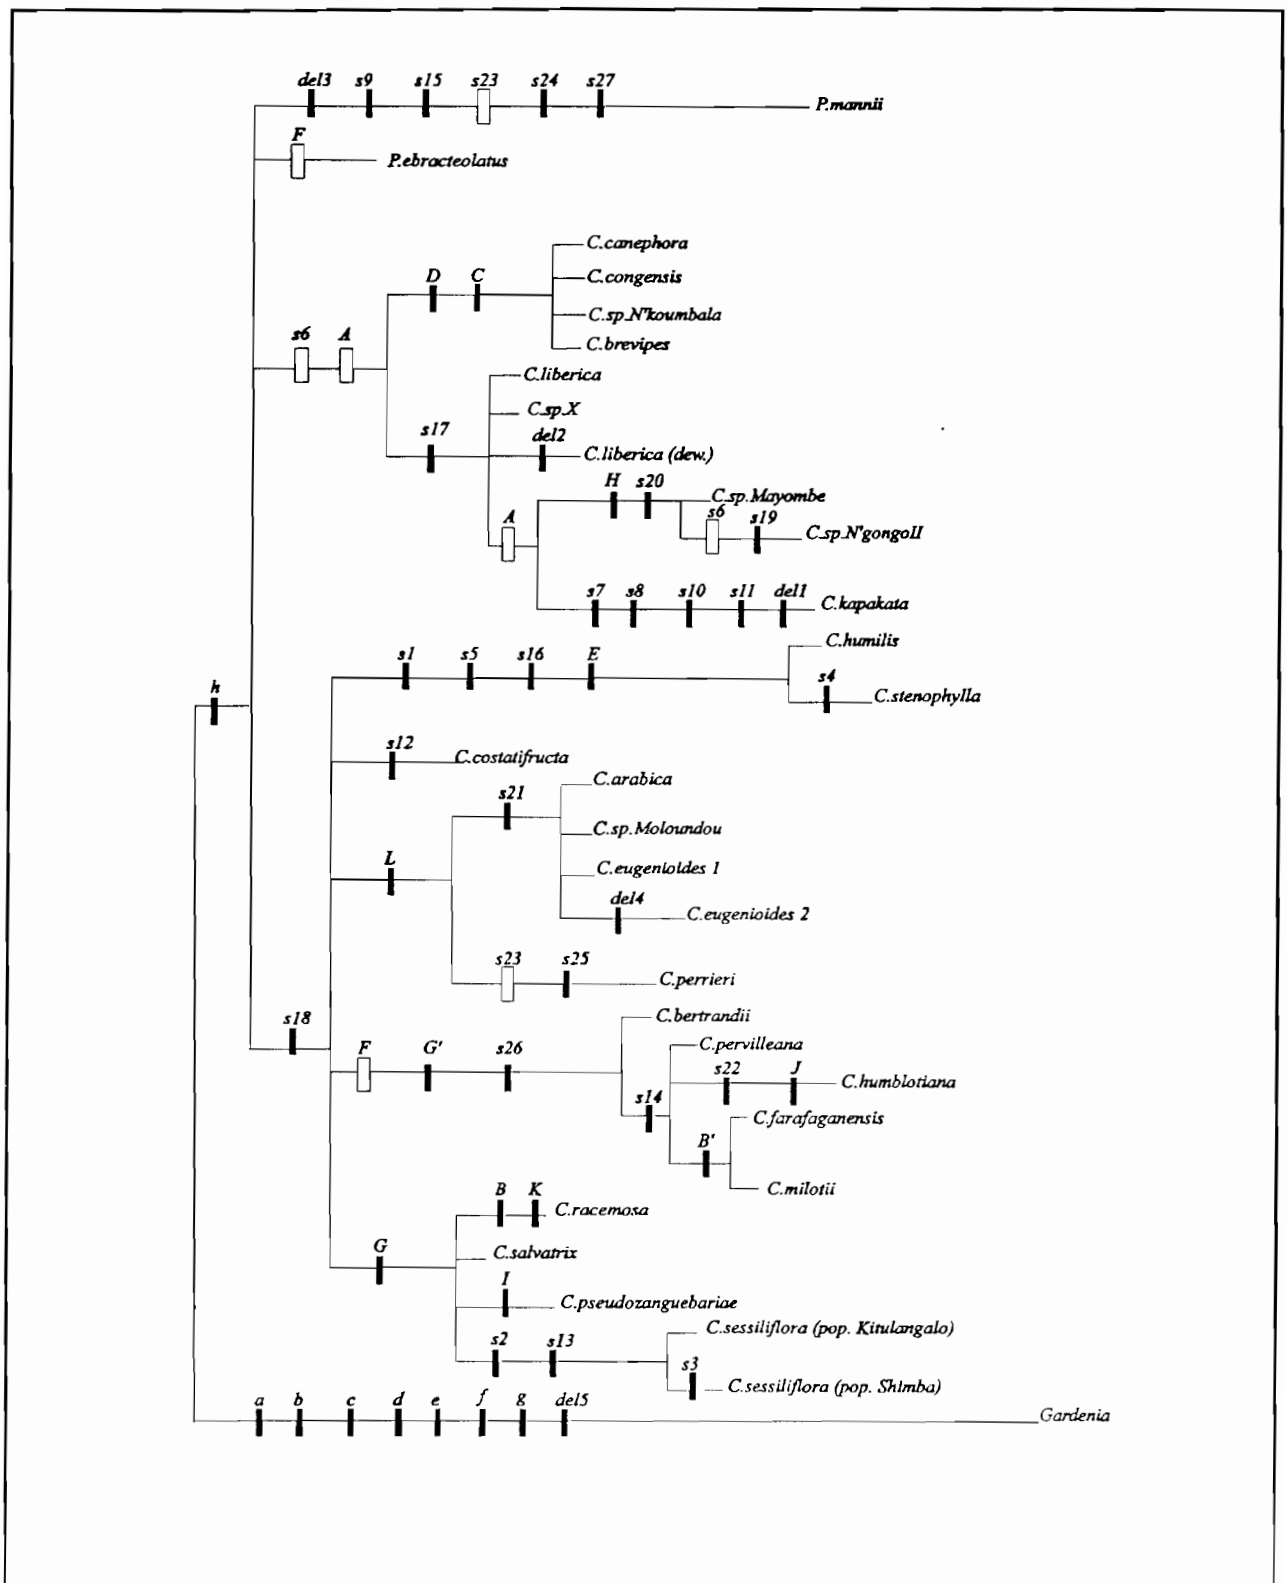 del3 s9 s15 s23 s24 s27
P.mannii
F
P.ebracteolatus
C.canephora
D C
C.congensis
C.sp.N'koumbala
s6 A
C.brevipes
C.liberica
C.sp.X
s17
del2
C.liberica (dew.)
H s20
C.sp.Mayombe
A
s6 s19
C.sp.N'gongoII
s7 s8 s10 s11 del1
C.kapakata
C.humilis
s1 s5 s16 E
s4
h
C.stenophylla
s12
C.costatifructa
C.arabica
s21
C.sp.Moloundou
L
C.eugenioides 1
del4
C.eugenioides 2
s23 s25
C.perrieri
C.bertrandii
s18
F G' s26
C.pervilleana
s22 J
C.humblotiana
s14
C.farafaganensis
B'
C.milotii
B K
C.racemosa
G
C.salvatrix
I
C.pseudozanguebariae
C.sessiliflora (pop. Kitulangalo)
s2 s13
s3
C.sessiliflora (pop. Shimba)
a b c d e f g del5
Gardenia